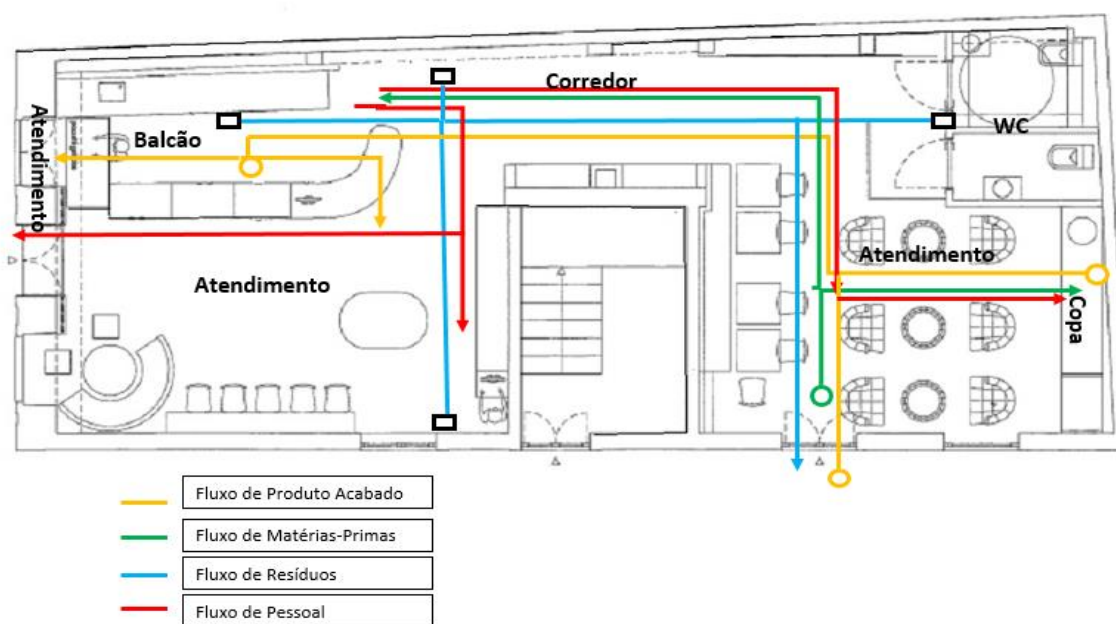 Corredor
Atendimento
Balcão
WC
Atendimento
Atendimento
Copa
Fluxo de Produto Acabado
Fluxo de Matérias-Primas
Fluxo de Resíduos
Fluxo de Pessoal